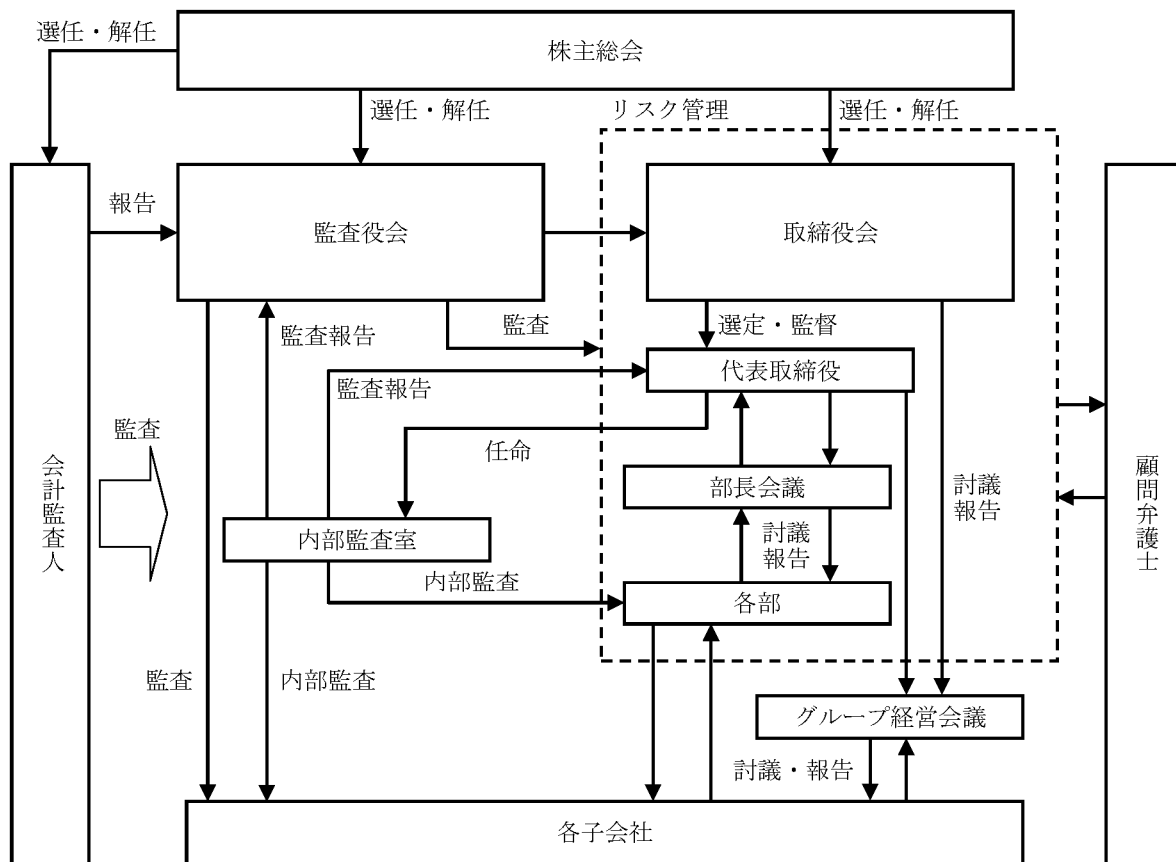 選任・解任
株主総会
選任・解任
リスク管理
選任・解任
報告
監査役会
取締役会
監査報告
監査
選定・監督
代表取締役
監査報告
監査
任命
会計監査人
部長会議
討議
報告
顧問弁護士
内部監査室
討議
報告
内部監査
各部
監査
内部監査
グループ経営会議
討議・報告
各子会社